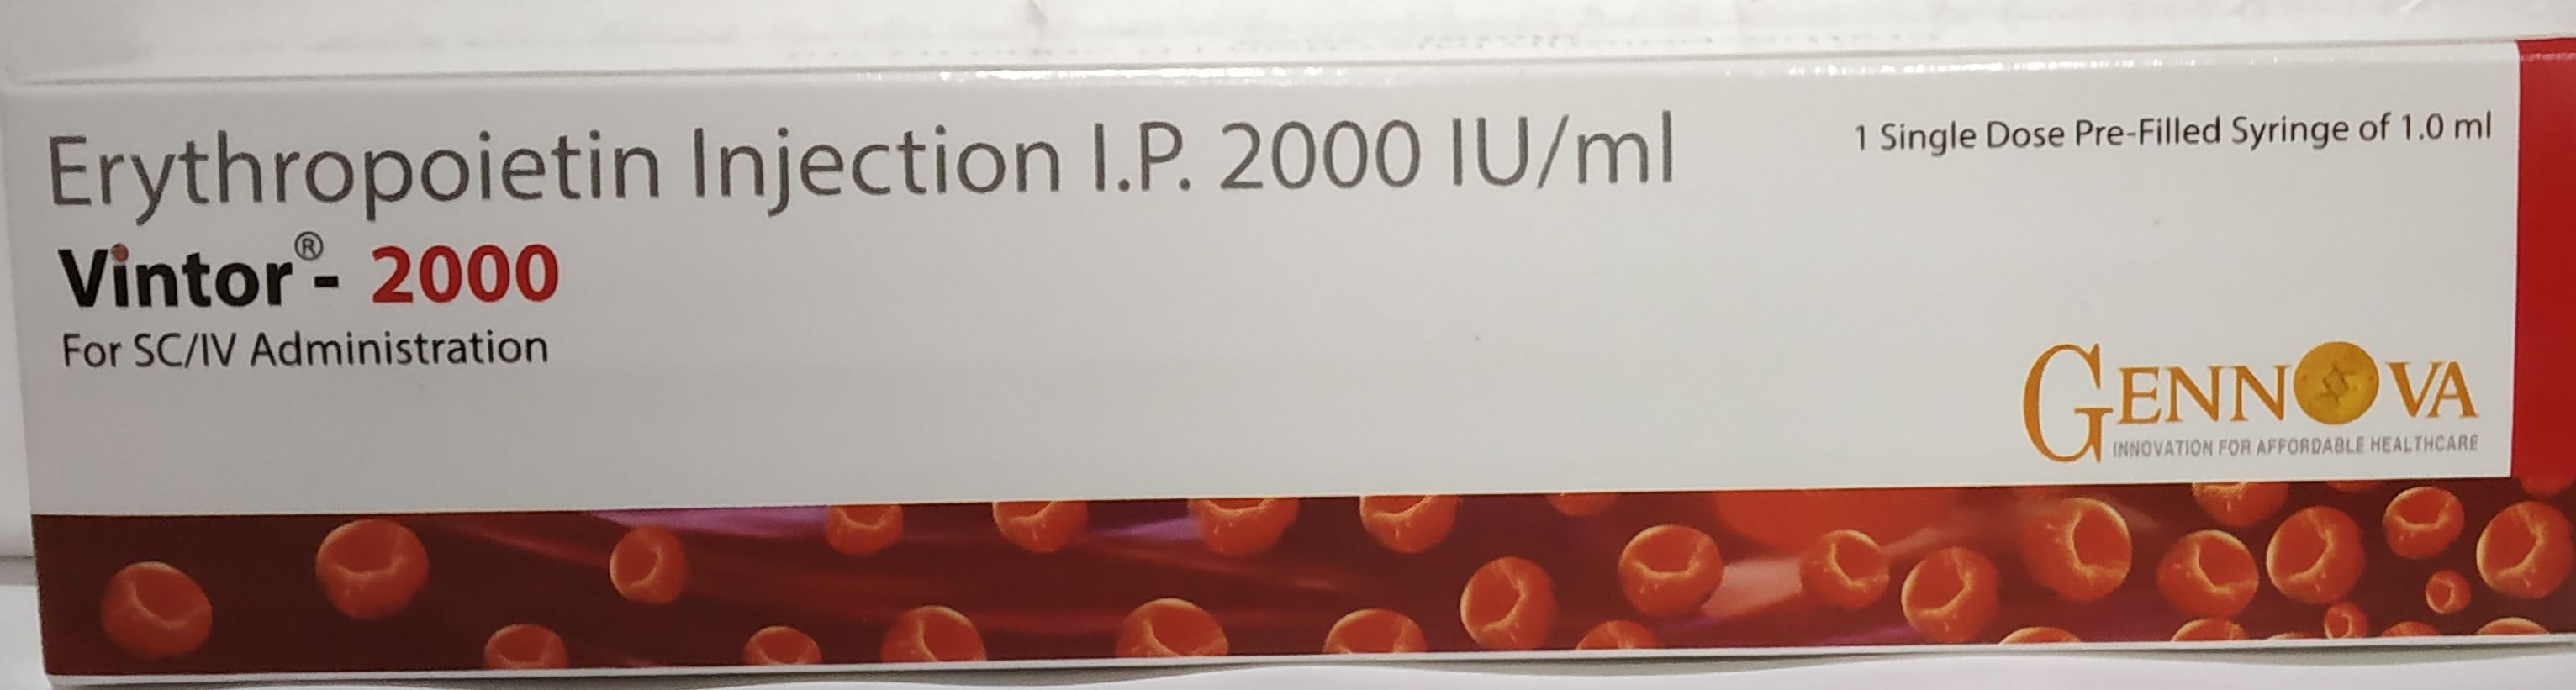 Erythropoietin Injection I.P. 2000 IU/ml
1 Single Dose Pre-Filled Syringe of 1.0 ml
Vintor®- 2000
For SC/IV Administration
GENNOVA
INNOVATION FOR AFFORDABLE HEALTHCARE